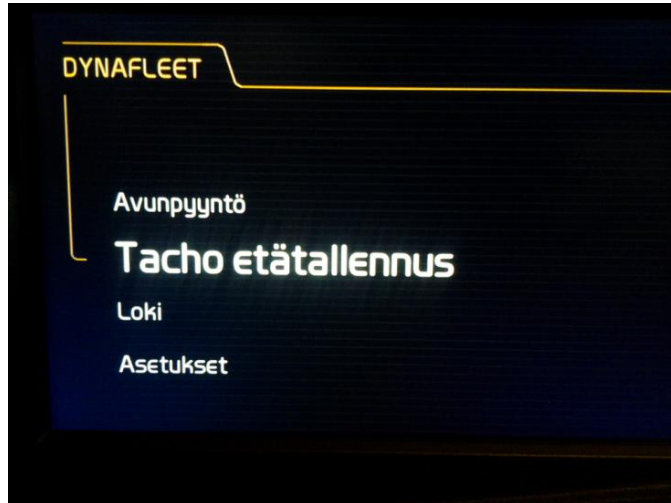 DYNAFLEET
Avunpyyntö
Tacho etätallennus
Loki
Asetukset